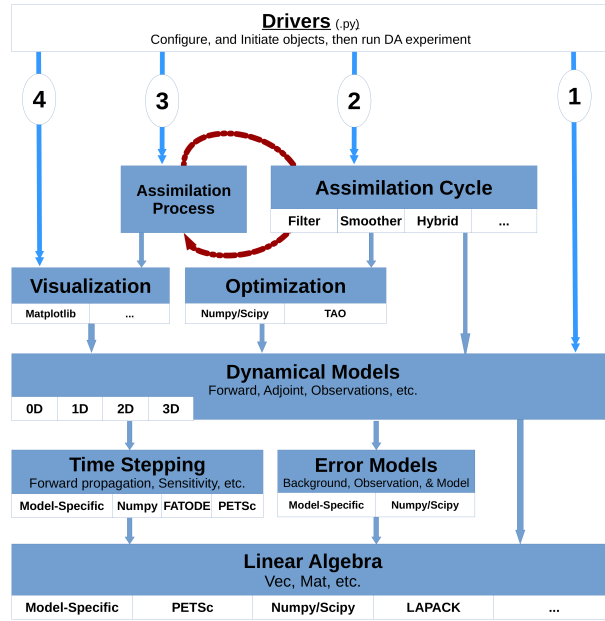 Drivers (.py)
Configure, and Initiate objects, then run DA experiment
4
3
2
1
Assimilation
Process
Assimilation Cycle
Filter Smoother Hybrid ...
Visualization
Matplotlib ...
Optimization
Numpy/Scipy TAO
Dynamical Models
Forward, Adjoint, Observations, etc.
0D 1D 2D 3D
Time Stepping
Forward propagation, Sensitivity, etc.
Model-Specific Numpy FATODE PETSc
Error Models
Background, Observation, & Model
Model-Specific Numpy/Scipy
Linear Algebra
Vec, Mat, etc.
Model-Specific PETSc Numpy/Scipy LAPACK ...